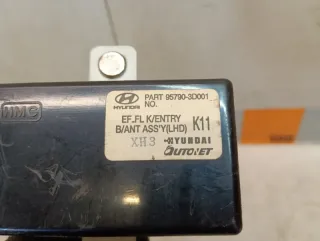 HYUNDAI
PART NO. 95790-3D001
EF.FL K/ENTRY
B/ANT ASS'Y(LHD) K11
XH3 HYUNDAI
AUTONET
HMC